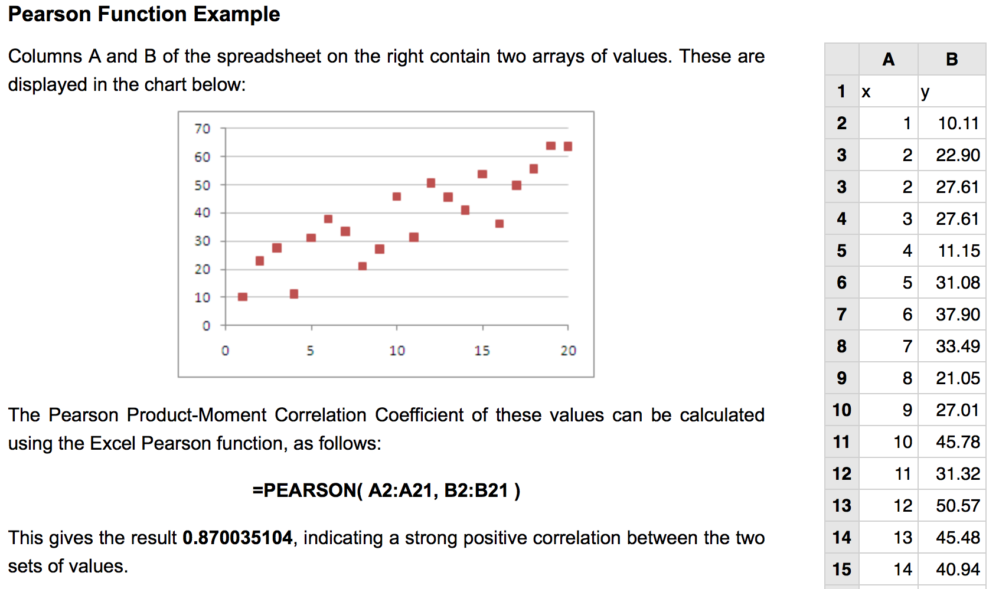 Pearson Function Example
Columns A and B of the spreadsheet on the right contain two arrays of values. These are
displayed in the chart below:
70
60
50
40
30
20
10
0
0 5 10 15 20
The Pearson Product-Moment Correlation Coefficient of these values can be calculated
using the Excel Pearson function, as follows:
=PEARSON( A2:A21, B2:B21 )
This gives the result 0.870035104, indicating a strong positive correlation between the two
sets of values.
A B
1 x y
2 1 10.11
3 2 22.90
3 2 27.61
4 3 27.61
5 4 11.15
6 5 31.08
7 6 37.90
8 7 33.49
9 8 21.05
10 9 27.01
11 10 45.78
12 11 31.32
13 12 50.57
14 13 45.48
15 14 40.94